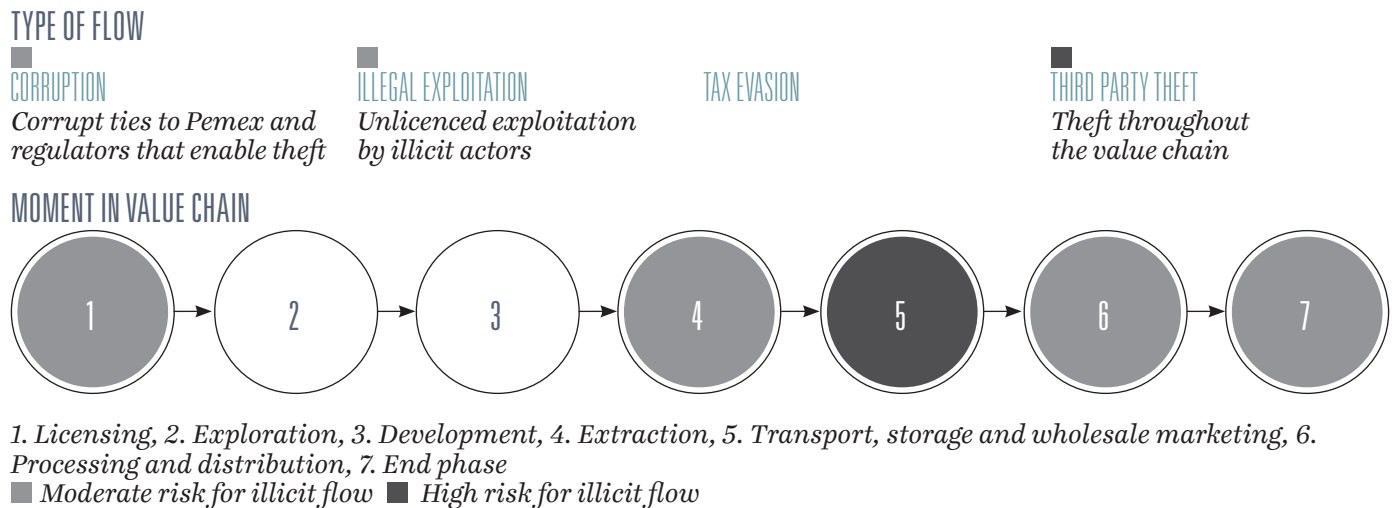 TYPE OF FLOW
CORRUPTION
Corrupt ties to Pemex and
regulators that enable theft
ILLEGAL EXPLOITATION
Unlicenced exploitation
by illicit actors
TAX EVASION
THIRD PARTY THEFT
Theft throughout
the value chain
MOMENT IN VALUE CHAIN
1
2
3
4
5
6
7
1. Licensing, 2. Exploration, 3. Development, 4. Extraction, 5. Transport, storage and wholesale marketing, 6.
Processing and distribution, 7. End phase
Moderate risk for illicit flow High risk for illicit flow